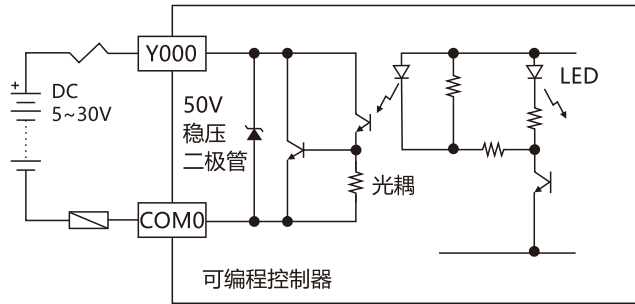 Y000
+
DC
5~30V
50V
稳压
二极管
LED
光耦
COM0
可编程控制器